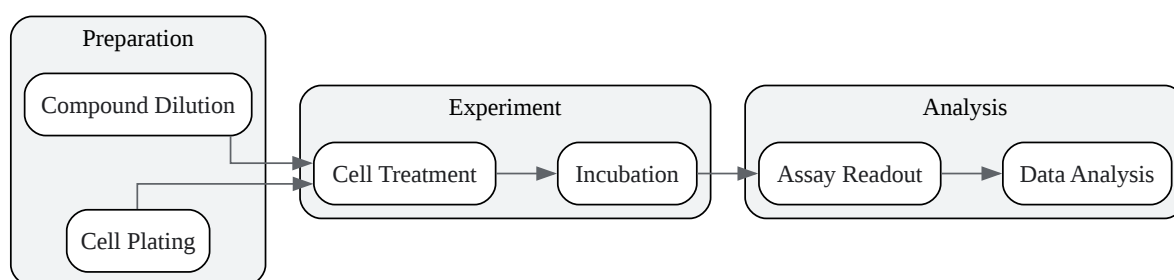 Preparation
Compound Dilution
Cell Plating
Experiment
Cell Treatment
Incubation
Analysis
Assay Readout
Data Analysis